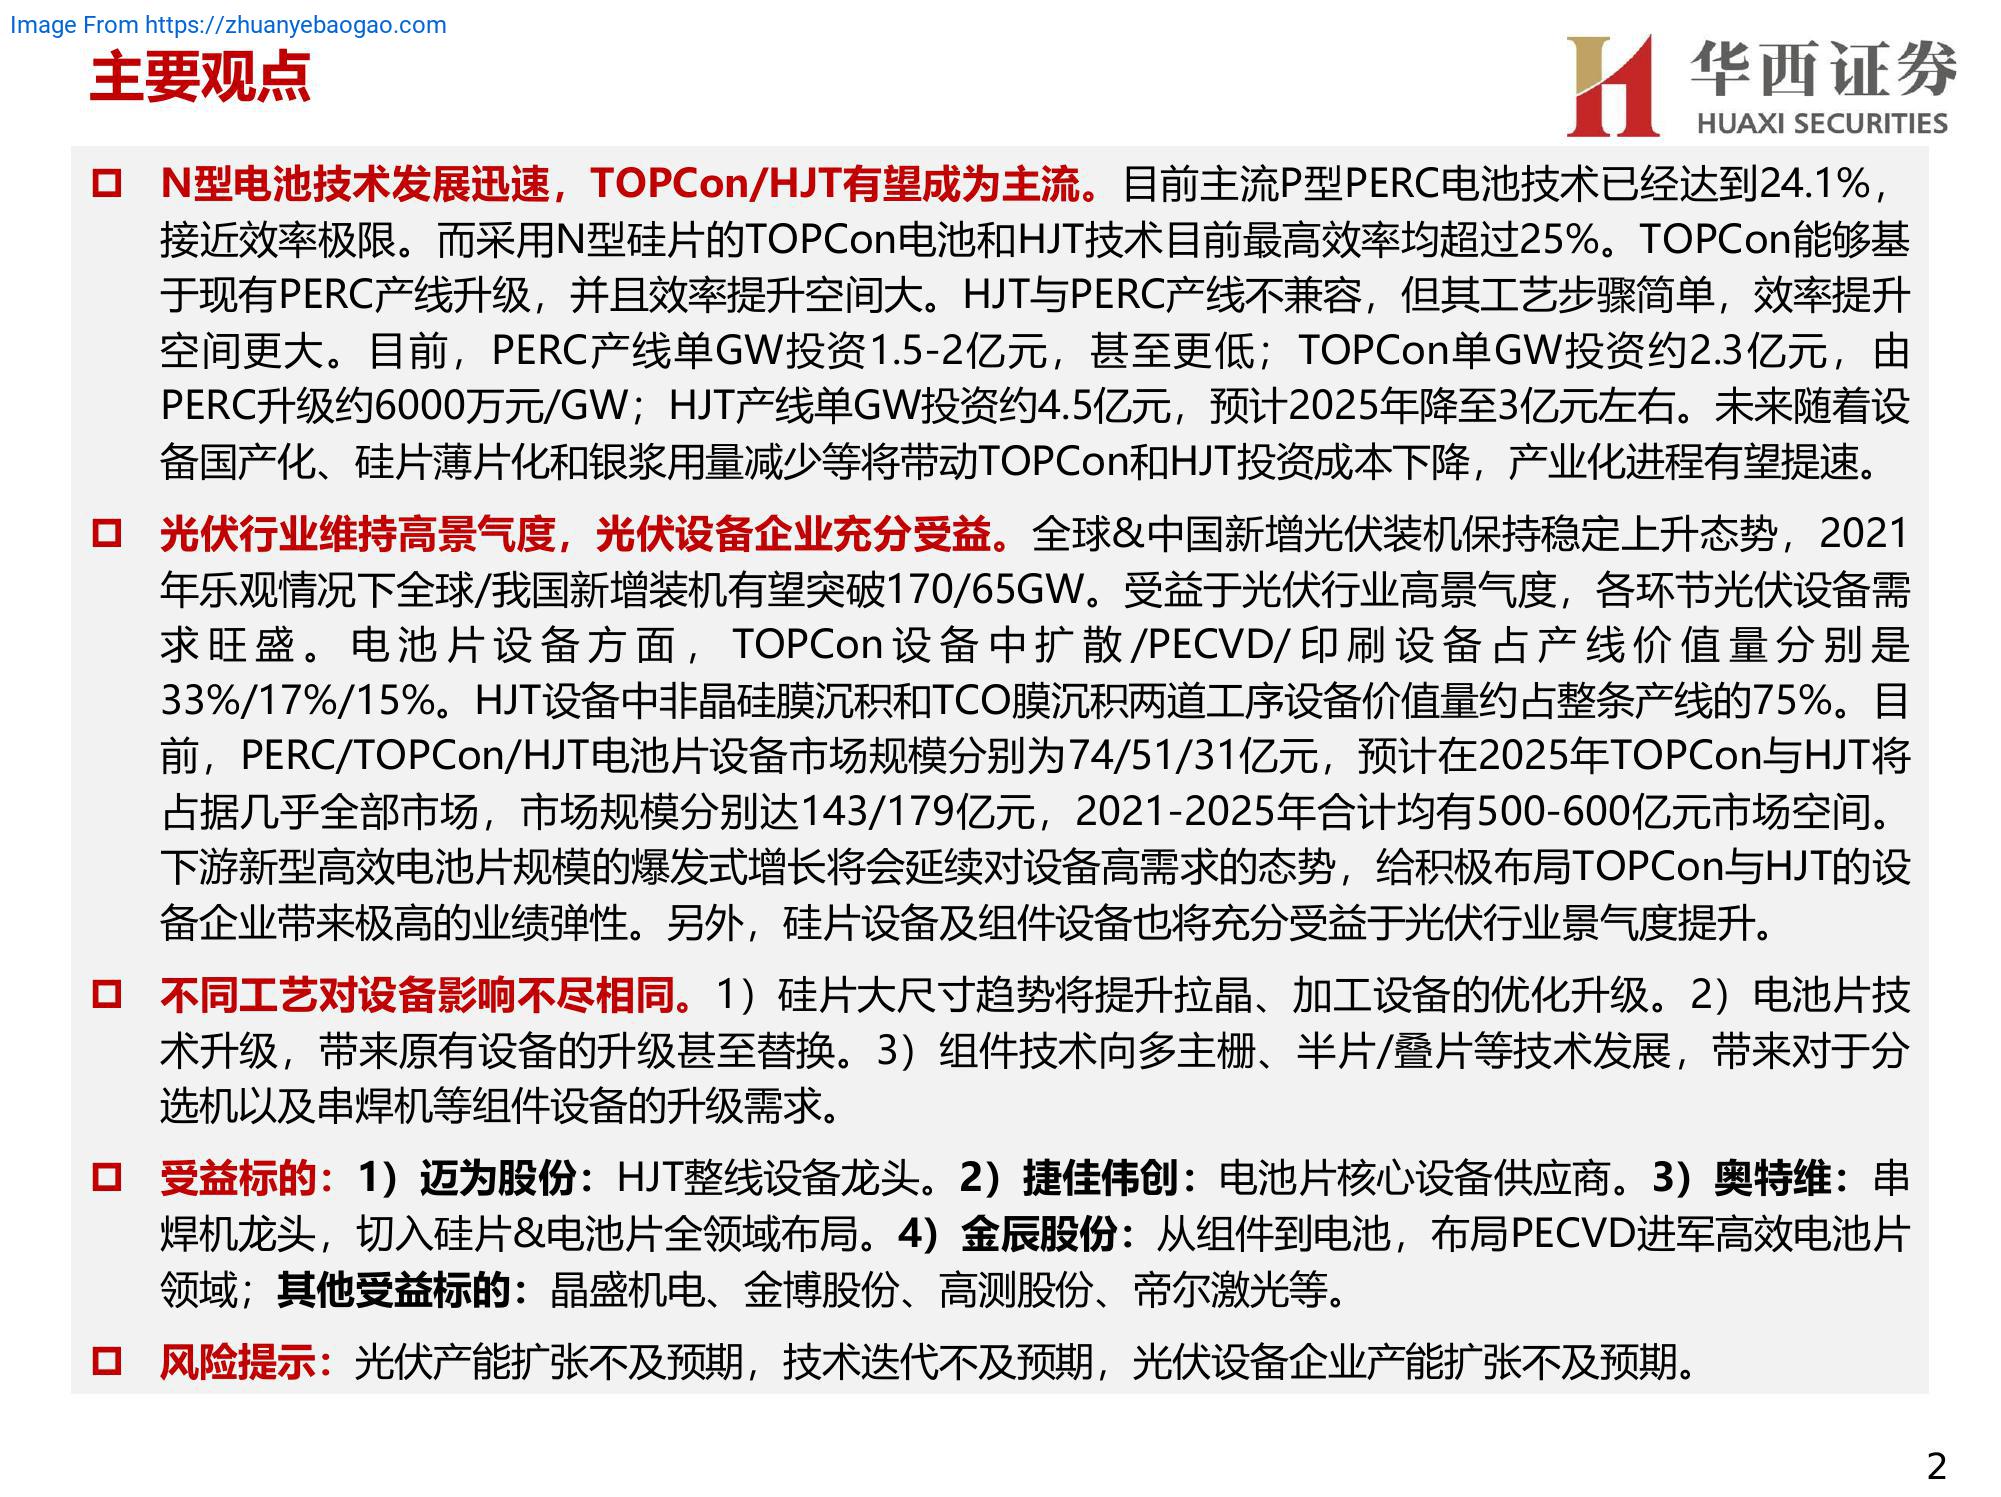 Image From https://zhuanyebaogao.com
主要观点
华西证券
HUAXI SECURITIES
N型电池技术发展迅速，TOPCon/HJT有望成为主流。目前主流P型PERC电池技术已经达到24.1%，
接近效率极限。而采用N型硅片的TOPCon电池和HJT技术目前最高效率均超过25%。TOPCon能够基
于现有PERC产线升级，并且效率提升空间大。HJT与PERC产线不兼容，但其工艺步骤简单，效率提升
空间更大。目前，PERC产线单GW投资1.5-2亿元，甚至更低；TOPCon单GW投资约2.3亿元，由
PERC升级约6000万元/GW；HJT产线单GW投资约4.5亿元，预计2025年降至3亿元左右。未来随着设
备国产化、硅片薄片化和银浆用量减少等将带动TOPCon和HJT投资成本下降，产业化进程有望提速。
光伏行业维持高景气度，光伏设备企业充分受益。全球&中国新增光伏装机保持稳定上升态势，2021
年乐观情况下全球/我国新增装机有望突破170/65GW。受益于光伏行业高景气度，各环节光伏设备需
求旺盛。电池片设备方面，TOPCon设备中扩散/PECVD/印刷设备占产线价值量分别是
33%/17%/15%。HJT设备中非晶硅膜沉积和TCO膜沉积两道工序设备价值量约占整条产线的75%。目
前，PERC/TOPCon/HJT电池片设备市场规模分别为74/51/31亿元，预计在2025年TOPCon与HJT将
占据几乎全部市场，市场规模分别达143/179亿元，2021-2025年合计均有500-600亿元市场空间。
下游新型高效电池片规模的爆发式增长将会延续对设备高需求的态势，给积极布局TOPCon与HJT的设
备企业带来极高的业绩弹性。另外，硅片设备及组件设备也将充分受益于光伏行业景气度提升。
不同工艺对设备影响不尽相同。1）硅片大尺寸趋势将提升拉晶、加工设备的优化升级。2）电池片技
术升级，带来原有设备的升级甚至替换。3）组件技术向多主栅、半片/叠片等技术发展，带来对于分
选机以及串焊机等组件设备的升级需求。
受益标的：1）迈为股份：HJT整线设备龙头。2）捷佳伟创：电池片核心设备供应商。3）奥特维：串
焊机龙头，切入硅片&电池片全领域布局。4）金辰股份：从组件到电池，布局PECVD进军高效电池片
领域；其他受益标的：晶盛机电、金博股份、高测股份、帝尔激光等。
风险提示：光伏产能扩张不及预期，技术迭代不及预期，光伏设备企业产能扩张不及预期。
2